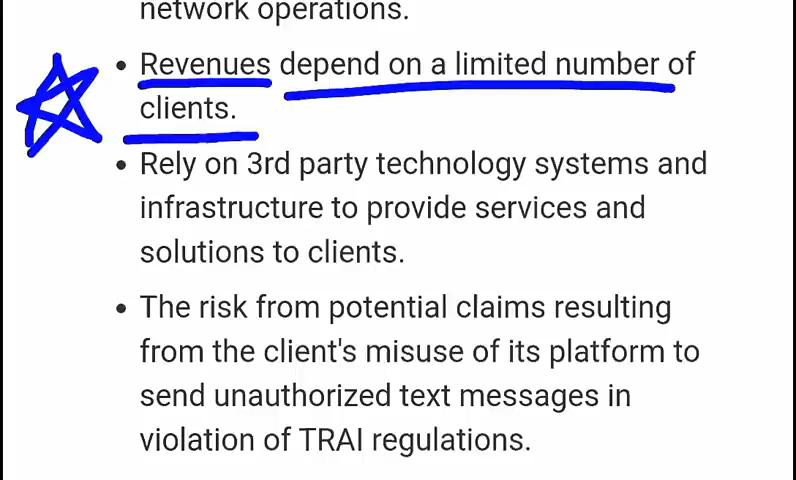 network operations.
Revenues depend on a limited number of
clients.
Rely on 3rd party technology systems and
infrastructure to provide services and
solutions to clients.
The risk from potential claims resulting
from the client's misuse of its platform to
send unauthorized text messages in
violation of TRAI regulations.